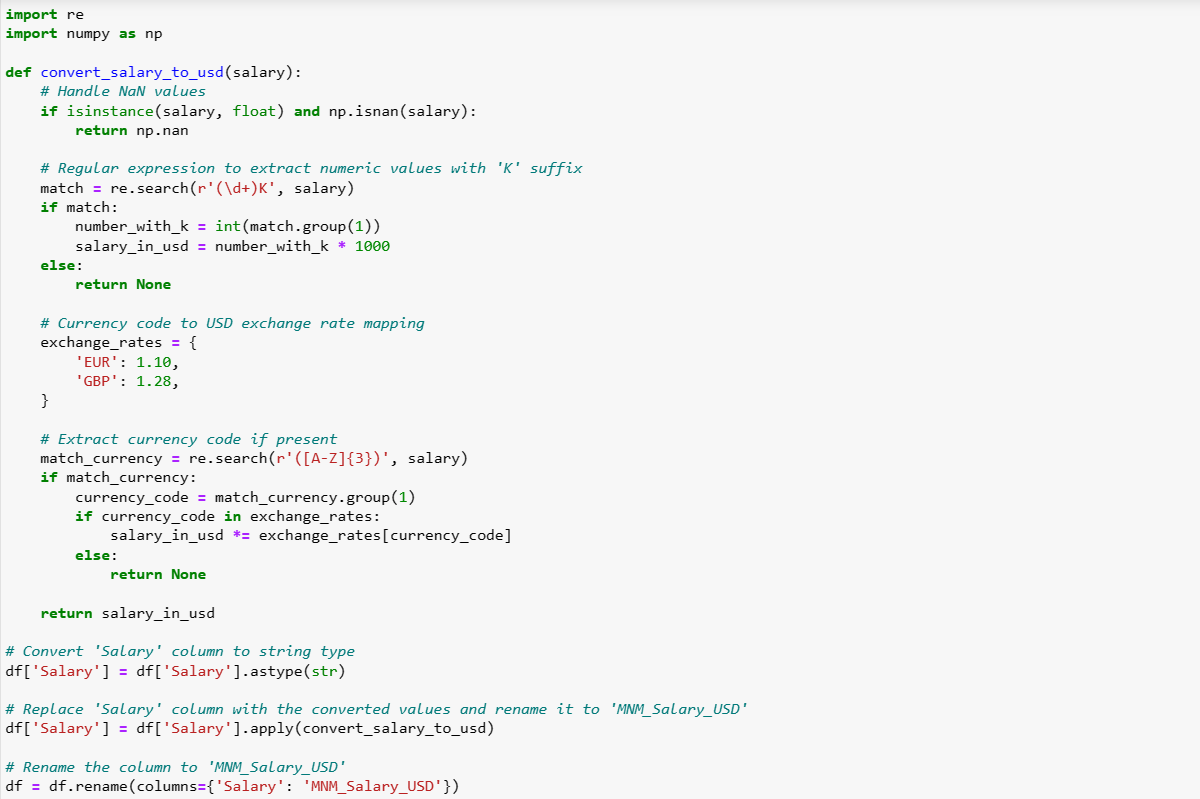 import re
import numpy as np
def convert_salary_to_usd(salary):
    # Handle NaN values
    if isinstance(salary, float) and np.isnan(salary):
        return np.nan
    # Regular expression to extract numeric values with 'K' suffix
    match = re.search(r'(\d+)K', salary)
    if match:
        number_with_k = int(match.group(1))
        salary_in_usd = number_with_k * 1000
    else:
        return None
    # Currency code to USD exchange rate mapping
    exchange_rates = {
        'EUR': 1.10,
        'GBP': 1.28,
    }
    # Extract currency code if present
    match_currency = re.search(r'([A-Z]{3})', salary)
    if match_currency:
        currency_code = match_currency.group(1)
        if currency_code in exchange_rates:
            salary_in_usd *= exchange_rates[currency_code]
        else:
            return None
    return salary_in_usd
# Convert 'Salary' column to string type
df['Salary'] = df['Salary'].astype(str)
# Replace 'Salary' column with the converted values and rename it to 'MNM_Salary_USD'
df['Salary'] = df['Salary'].apply(convert_salary_to_usd)
# Rename the column to 'MNM_Salary_USD'
df = df.rename(columns={'Salary': 'MNM_Salary_USD'})